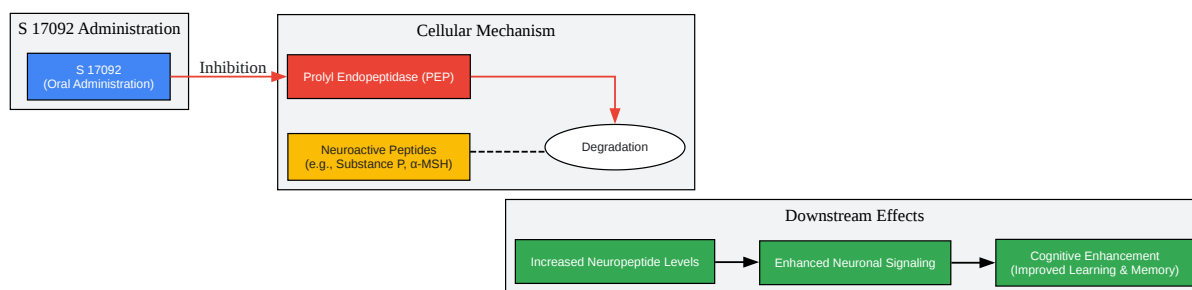 S 17092 Administration
S 17092
(Oral Administration)
Inhibition
Cellular Mechanism
Prolyl Endopeptidase (PEP)
Neuroactive Peptides
(e.g., Substance P, α-MSH)
Degradation
Downstream Effects
Increased Neuropeptide Levels
Enhanced Neuronal Signaling
Cognitive Enhancement
(Improved Learning & Memory)